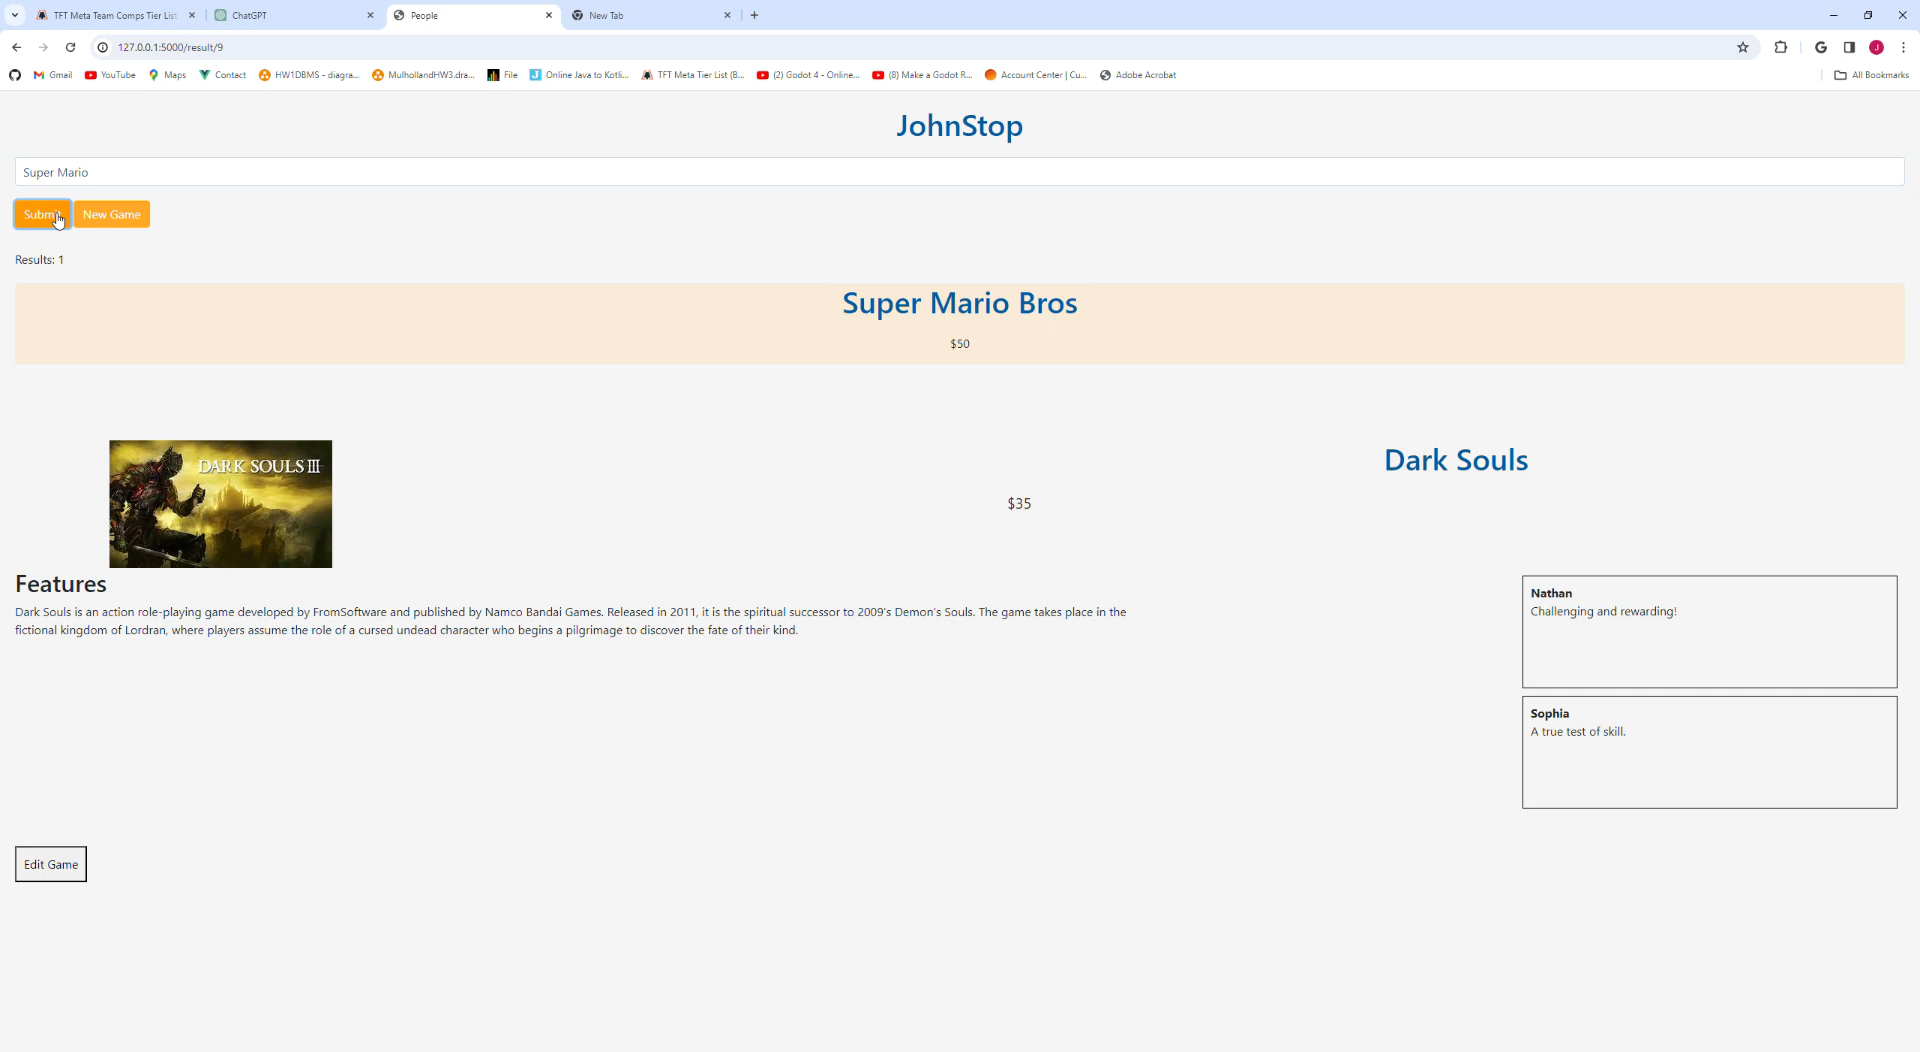 TFT Meta Team Comps Tier List
ChatGPT
People
New Tab
127.0.0.1:5000/result/9
Gmail
YouTube
Maps
Contact
HW1DBMS - diagra...
MulhollandHW3.dra...
File
Online Java to Kotli...
TFT Meta Tier List (B...
(2) Godot 4 - Online...
(8) Make a Godot R...
Account Center | Cu...
Adobe Acrobat
All Bookmarks
JohnStop
Super Mario
Submit
New Game
Results: 1
Super Mario Bros
$50
DARK SOULS III
Dark Souls
$35
Features
Dark Souls is an action role-playing game developed by FromSoftware and published by Namco Bandai Games. Released in 2011, it is the spiritual successor to 2009's Demon's Souls. The game takes place in the
fictional kingdom of Lordran, where players assume the role of a cursed undead character who begins a pilgrimage to discover the fate of their kind.
Nathan
Challenging and rewarding!
Sophia
A true test of skill.
Edit Game